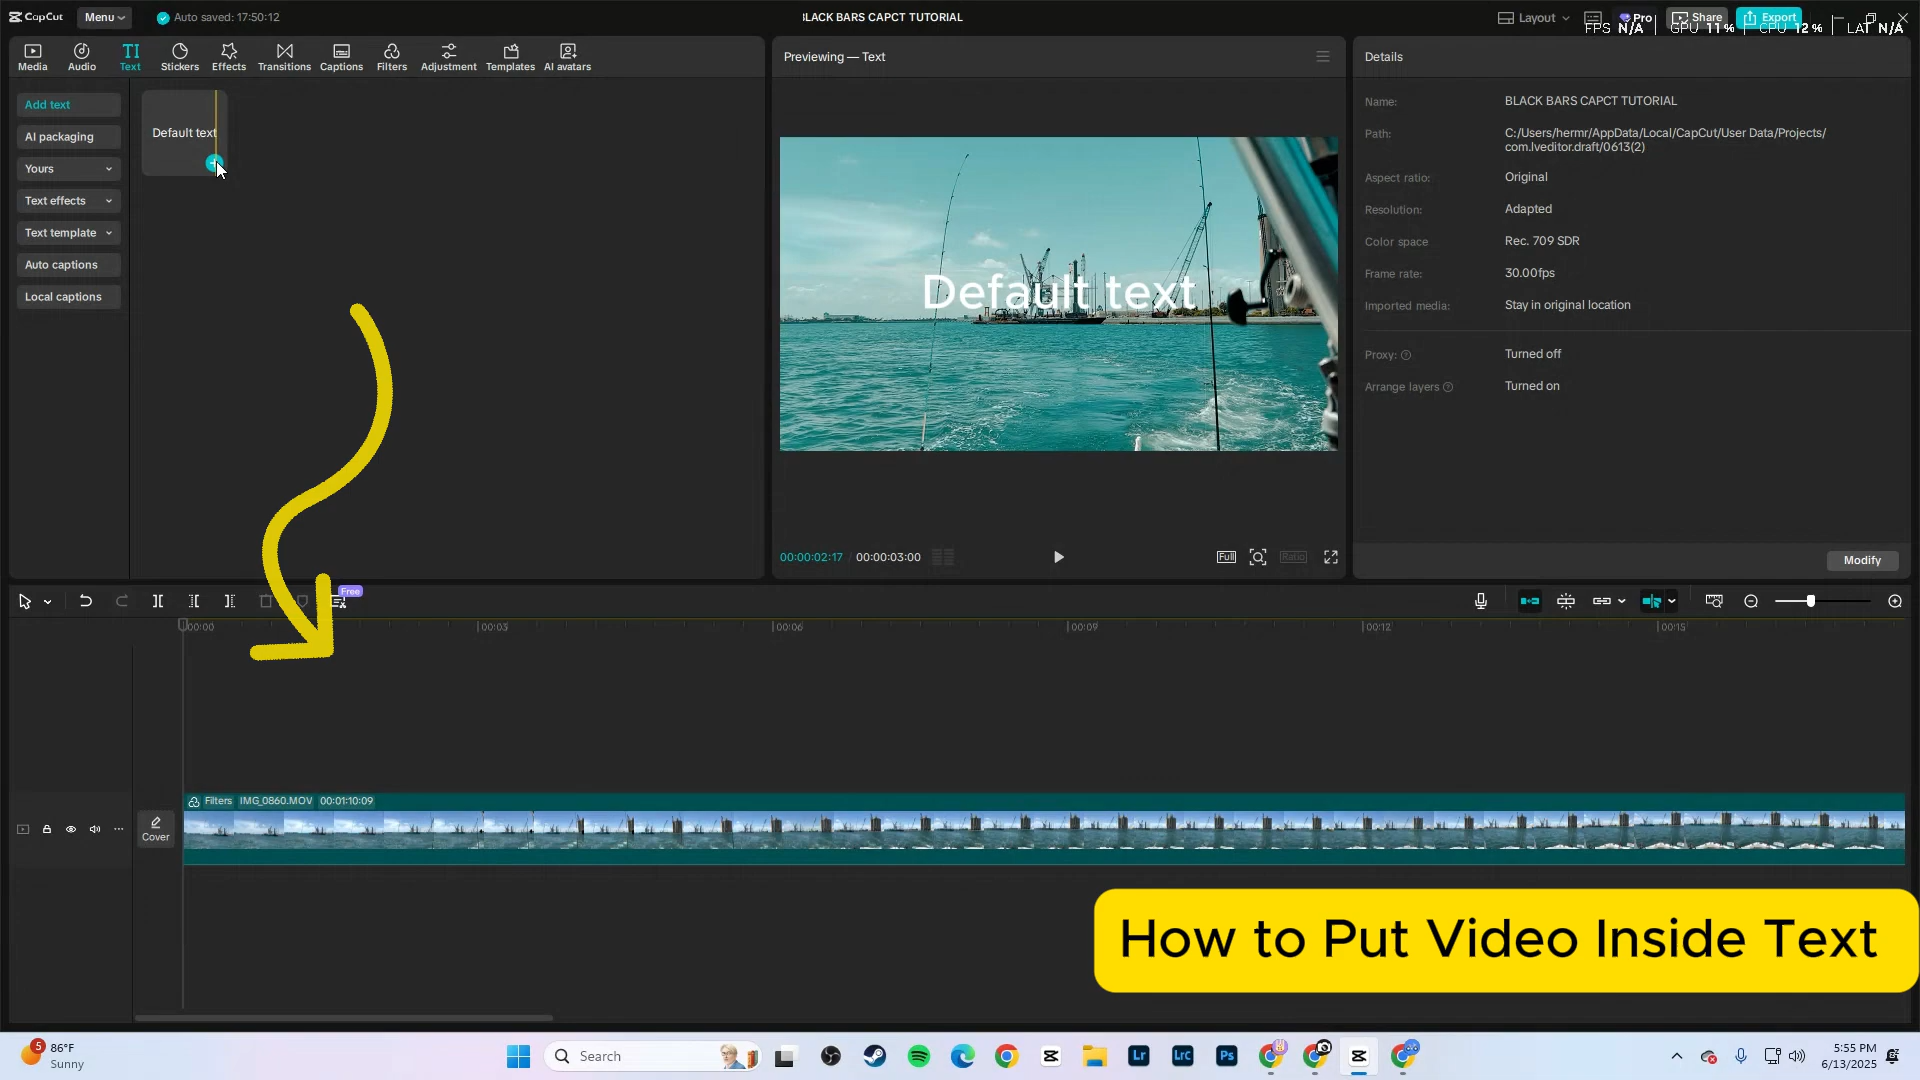 CapCut
Menu
Auto saved: 17:50:12
BLACK BARS CAPCT TUTORIAL
Layout
Pro
Share
Export
FPS N/A | GPU 11 % | CPU 12 % | LAT N/A
Media
Audio
Text
Stickers
Effects
Transitions
Captions
Filters
Adjustment
Templates
AI avatars
Add text
AI packaging
Yours
Text effects
Text template
Auto captions
Local captions
Default text
Previewing — Text
Default text
00:00:02:17 / 00:00:03:00
Full
Ratio
Details
Name: BLACK BARS CAPCT TUTORIAL
Path: C:/Users/hermr/AppData/Local/CapCut/User Data/Projects/
com.lveditor.draft/0613(2)
Aspect ratio: Original
Resolution: Adapted
Color space Rec. 709 SDR
Frame rate: 30.00fps
Imported media: Stay in original location
Proxy: Turned off
Arrange layers Turned on
Modify
Free
00:00
00:03
00:06
00:09
00:12
00:15
Cover
Filters IMG_0860.MOV 00:01:10:09
How to Put Video Inside Text
5
86°F
Sunny
Search
Lr
LrC
Ps
5:55 PM
6/13/2025